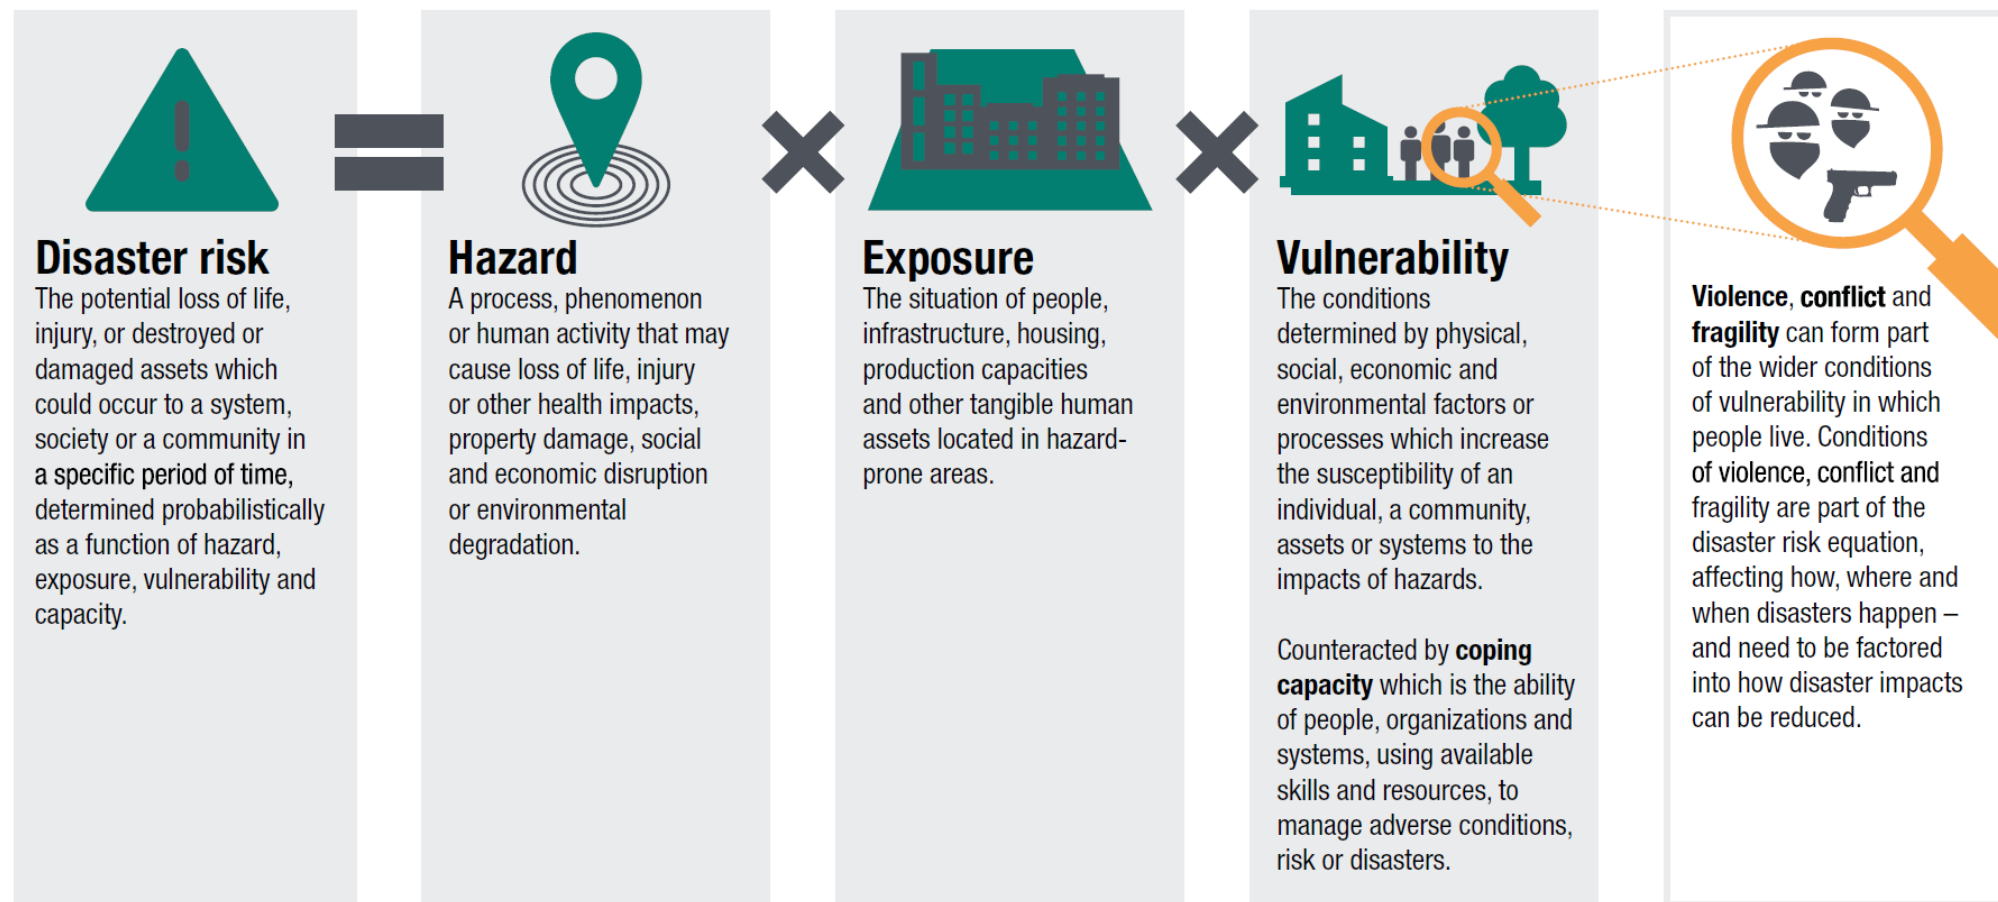 Disaster risk
The potential loss of life,
injury, or destroyed or
damaged assets which
could occur to a system,
society or a community in
a specific period of time,
determined probabilistically
as a function of hazard,
exposure, vulnerability and
capacity.
Hazard
A process, phenomenon
or human activity that may
cause loss of life, injury
or other health impacts,
property damage, social
and economic disruption
or environmental
degradation.
Exposure
The situation of people,
infrastructure, housing,
production capacities
and other tangible human
assets located in hazard-
prone areas.
Vulnerability
The conditions
determined by physical,
social, economic and
environmental factors or
processes which increase
the susceptibility of an
individual, a community,
assets or systems to the
impacts of hazards.
Counteracted by coping
capacity which is the ability
of people, organizations and
systems, using available
skills and resources, to
manage adverse conditions,
risk or disasters.
Violence, conflict and
fragility can form part
of the wider conditions
of vulnerability in which
people live. Conditions
of violence, conflict and
fragility are part of the
disaster risk equation,
affecting how, where and
when disasters happen –
and need to be factored
into how disaster impacts
can be reduced.